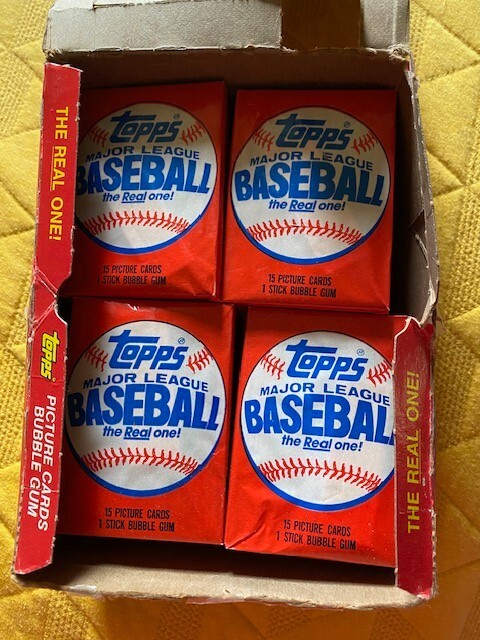 THE REAL ONE!
TOPPS®
MAJOR LEAGUE
BASEBALL
the Real one!
15 PICTURE CARDS
1 STICK BUBBLE GUM
TOPPS®
MAJOR LEAGUE
BASEBALL
the Real one!
15 PICTURE CARDS
1 STICK BUBBLE GUM
TOPPS®
PICTURE CARDS
BUBBLE GUM
TOPPS®
MAJOR LEAGUE
BASEBALL
the Real one!
15 PICTURE CARDS
1 STICK BUBBLE GUM
TOPPS®
MAJOR LEAGUE
BASEBALL
the Real one!
15 PICTURE CARDS
1 STICK BUBBLE GUM
THE REAL ONE!